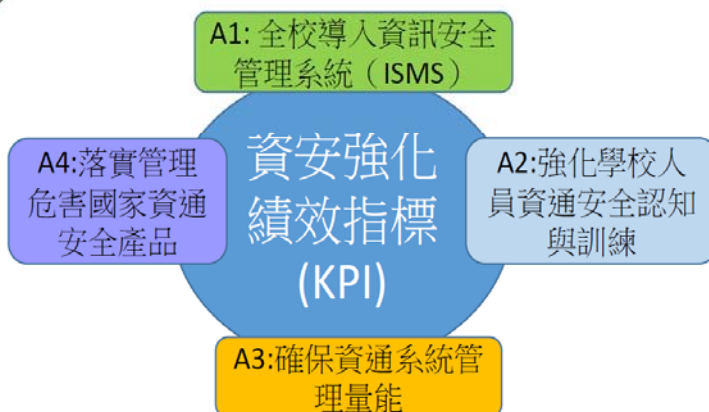 A1: 全校導入資訊安全
管理系統（ISMS）
資安強化
績效指標
(KPI)
A4:落實管理
危害國家資通
安全產品
A2:強化學校人
員資通安全認知
與訓練
A3:確保資通系統管
理量能